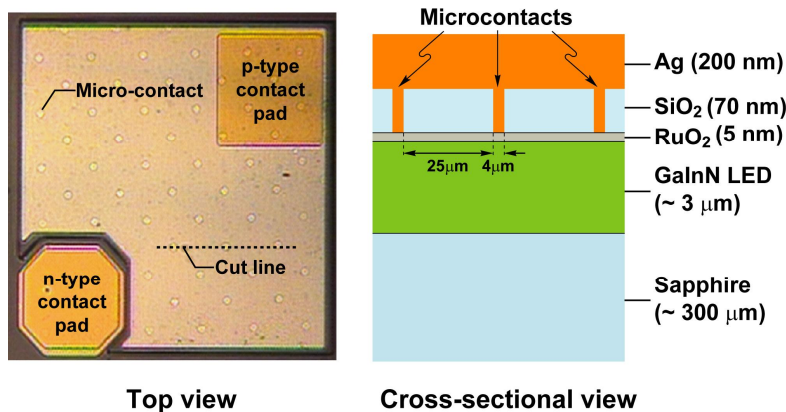 Micro-contact
p-type
contact
pad
Cut line
n-type
contact
pad
Top view
Microcontacts
Ag (200 nm)
SiO₂ (70 nm)
RuO₂ (5 nm)
25μm
4μm
GaInN LED
(~ 3 μm)
Sapphire
(~ 300 μm)
Cross-sectional view